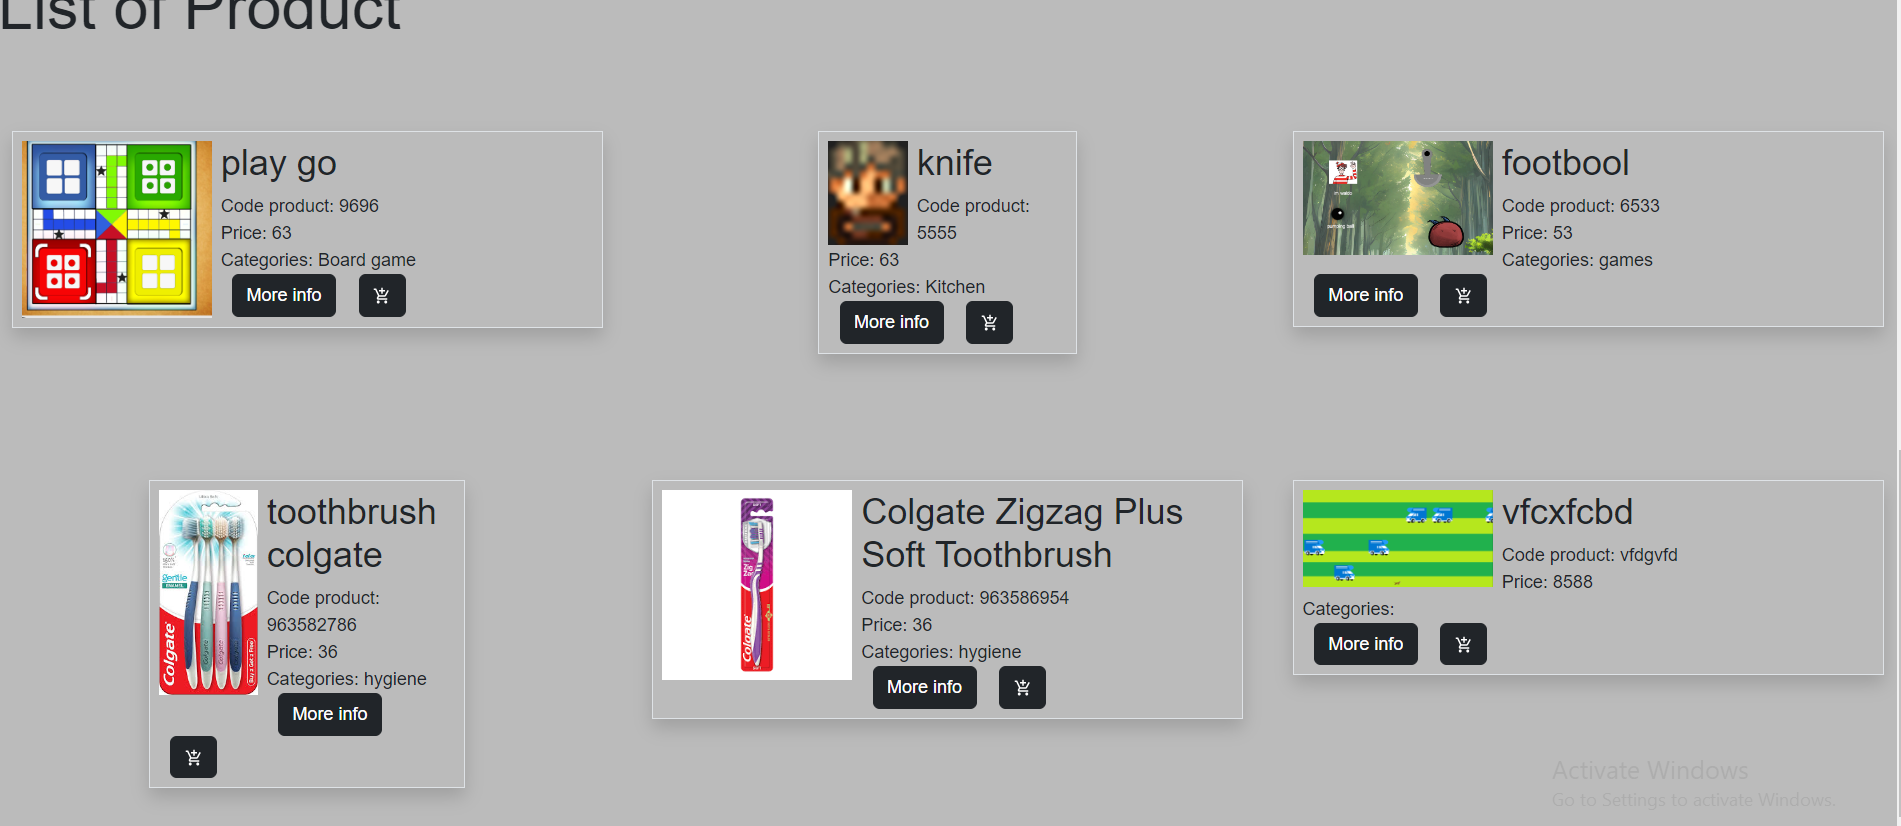 List of Product
play go
Code product: 9696
Price: 63
Categories: Board game
More info
knife
Code product:
5555
Price: 63
Categories: Kitchen
More info
footbool
Code product: 6533
Price: 53
Categories: games
More info
toothbrush
colgate
Code product:
963582786
Price: 36
Categories: hygiene
More info
Colgate
gentle
Colgate Zigzag Plus
Soft Toothbrush
Code product: 963586954
Price: 36
Categories: hygiene
More info
Colgate
vfcxfcbd
Code product: vfdgvfd
Price: 8588
Categories:
More info
Activate Windows
Go to Settings to activate Windows.